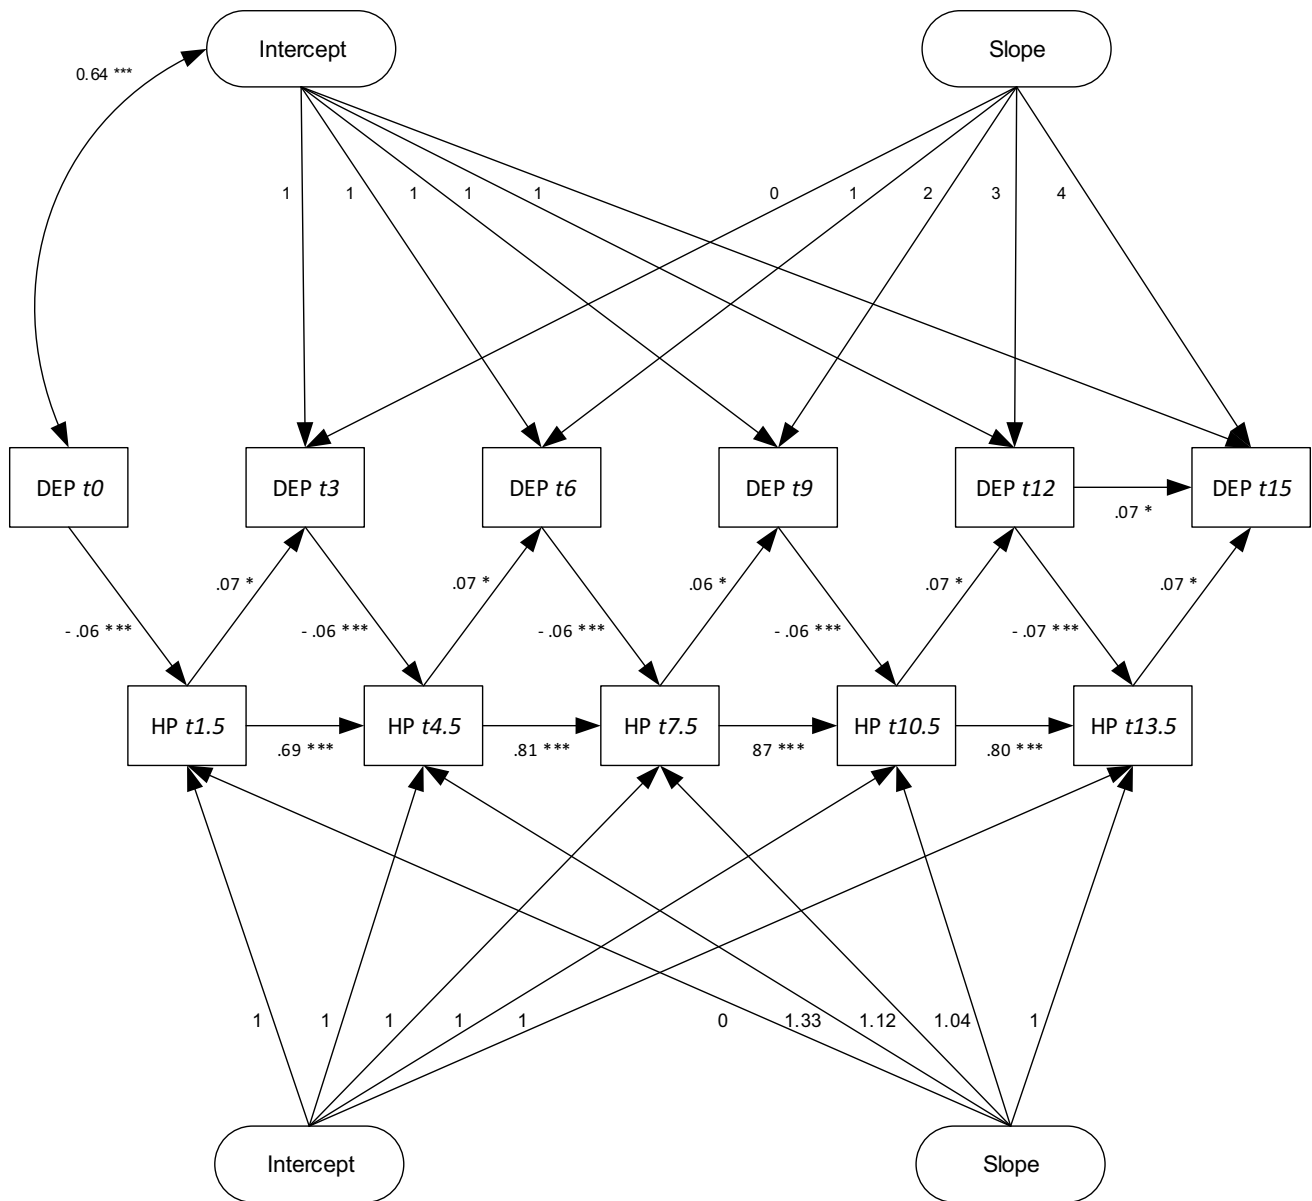 Intercept
Slope
0.64 ***
1 1 1 1 1 0 1 2 3 4
DEP t0
DEP t3
DEP t6
DEP t9
DEP t12
DEP t15
.07 *
.07 *
.07 *
.06 *
.07 *
.07 *
- .06 ***
- .06 ***
- .06 ***
- .06 ***
- .07 ***
HP t1.5
HP t4.5
HP t7.5
HP t10.5
HP t13.5
.69 ***
.81 ***
87 ***
.80 ***
1 1 1 1 1 0 1.33 1.12 1.04 1
Intercept
Slope